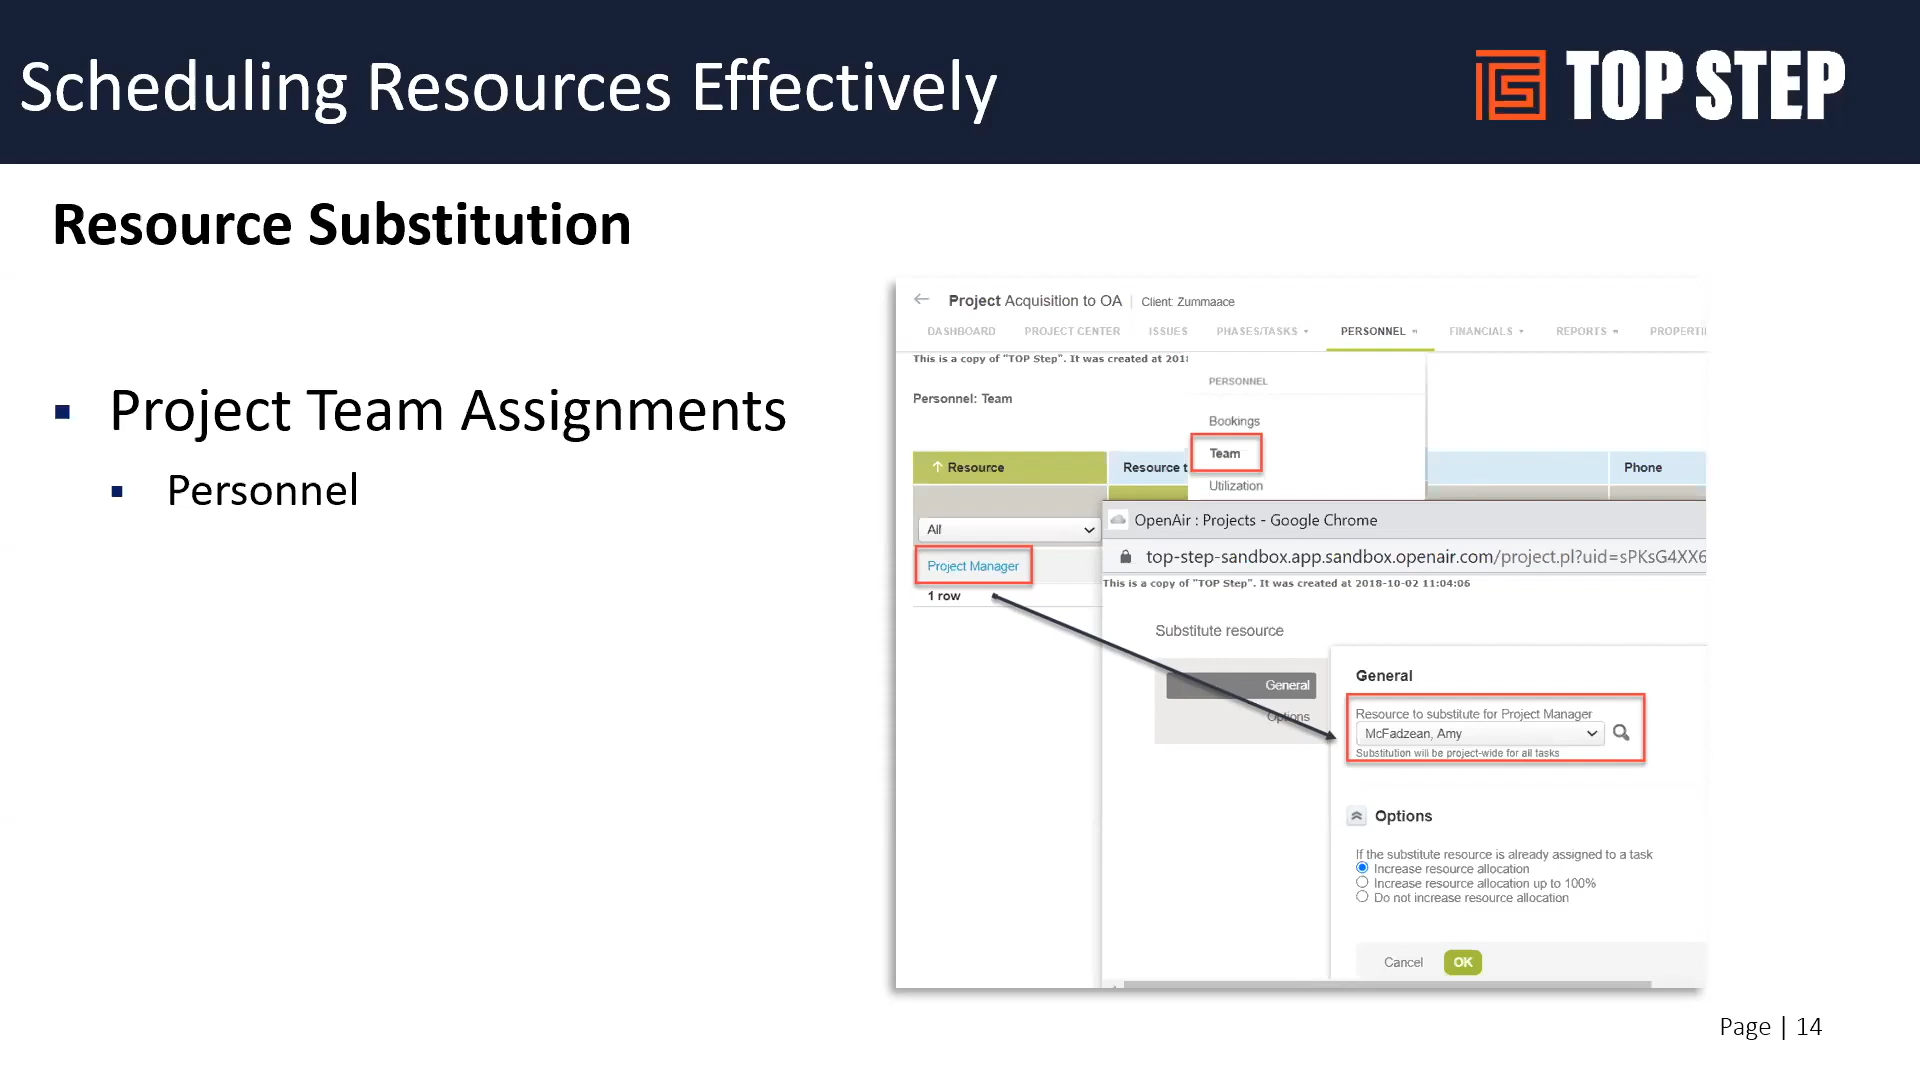 Scheduling Resources Effectively
TOP STEP
Resource Substitution
Project Team Assignments
Personnel
Project Acquisition to OA | Client: Zummaace
DASHBOARD PROJECT CENTER ISSUES PHASES/TASKS PERSONNEL FINANCIALS REPORTS PROPERTI
This is a copy of "TOP Step". It was created at 201
PERSONNEL
Personnel: Team
Bookings
Team
Utilization
Resource Resource t Phone
All
Project Manager
1 row
OpenAir : Projects - Google Chrome
top-step-sandbox.app.sandbox.openair.com/project.pl?uid=sPKsG4XX6
This is a copy of "TOP Step". It was created at 2018-10-02 11:04:06
Substitute resource
General
Options
General
Resource to substitute for Project Manager
McFadzean, Amy
Substitution will be project-wide for all tasks
Options
If the substitute resource is already assigned to a task
Increase resource allocation
Increase resource allocation up to 100%
Do not increase resource allocation
Cancel OK
Page | 14